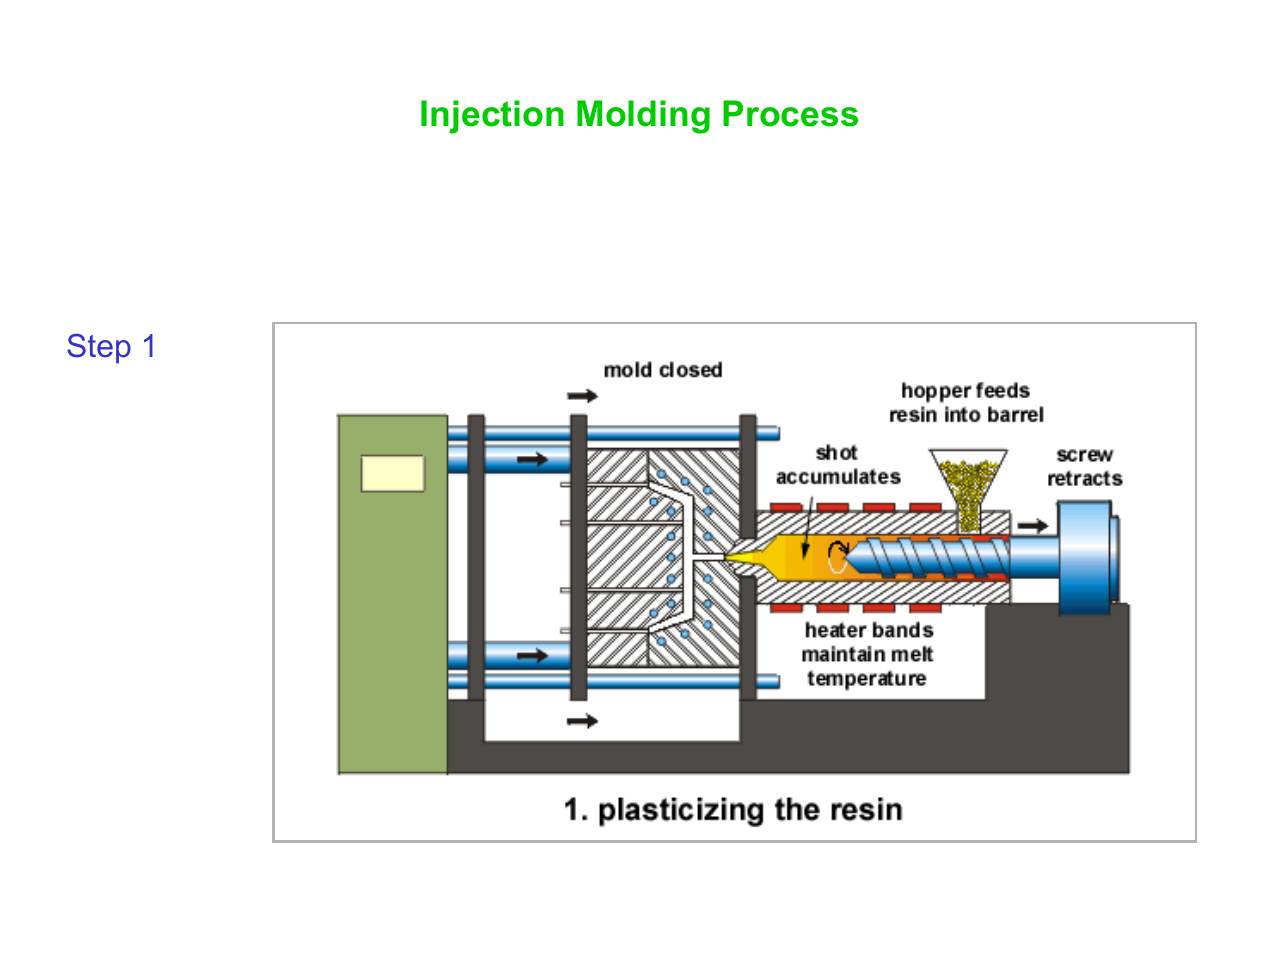 Injection Molding Process
Step 1
mold closed
hopper feeds
resin into barrel
shot
accumulates
screw
retracts
heater bands
maintain melt
temperature
1. plasticizing the resin